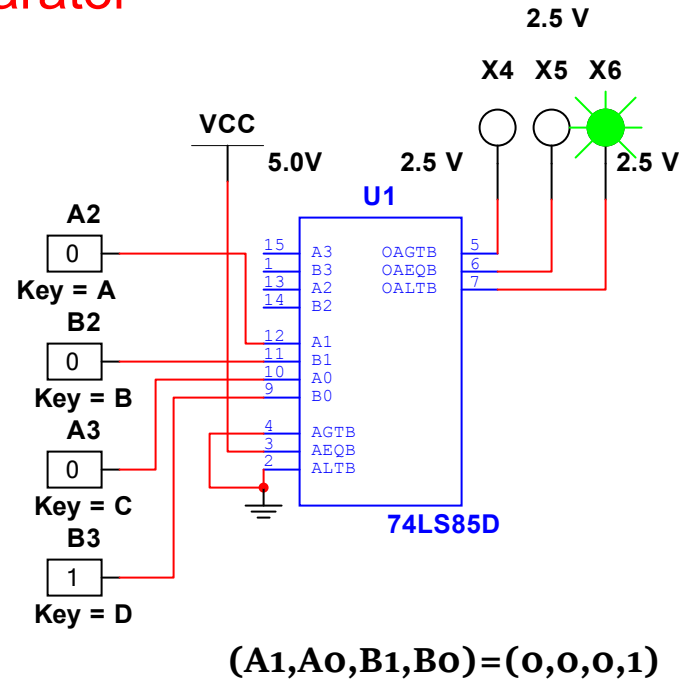 arator
2.5 V
X4 X5 X6
VCC
5.0V
2.5 V
2.5 V
U1
A2
0
Key = A
B2
0
Key = B
A3
0
Key = C
B3
1
Key = D
15 A3 OAGTB 5
1 B3 OAEQB 6
13 A2 OALTB 7
14 B2
12 A1
11 B1
10 A0
9 B0
4 AGTB
3 AEQB
2 ALTB
74LS85D
(A1,A0,B1,B0)=(0,0,0,1)